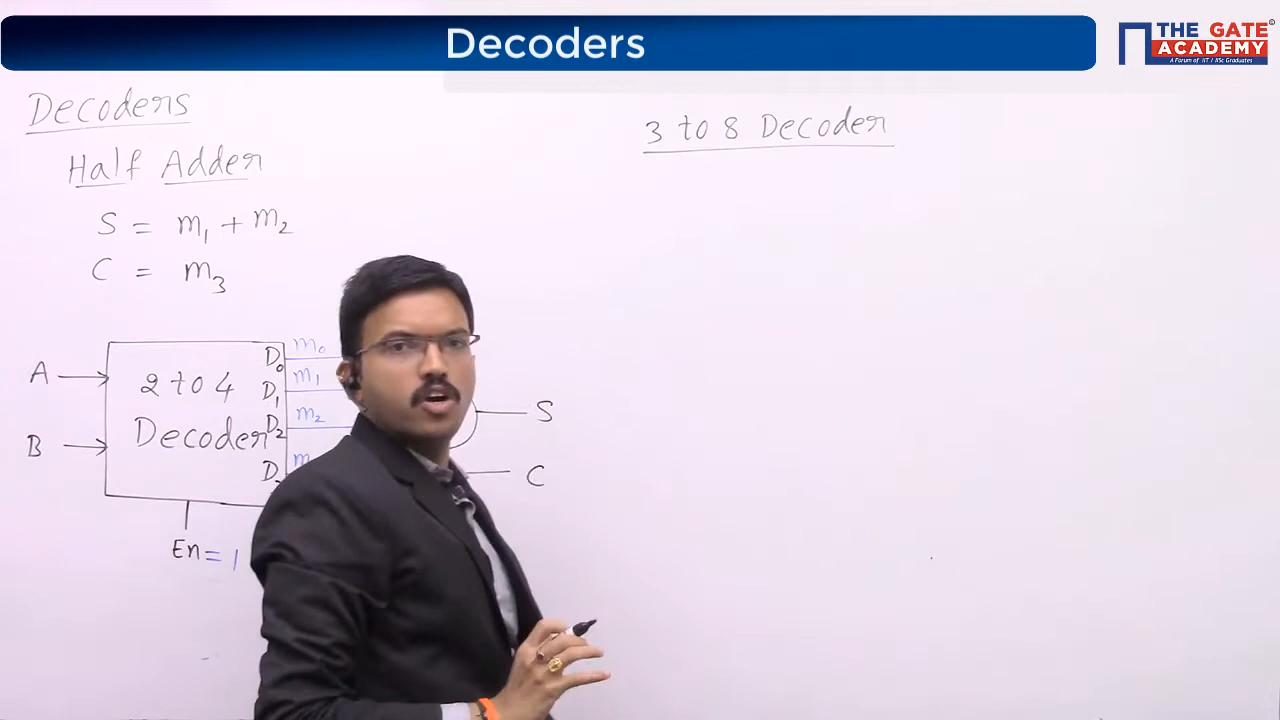 Decoders
THE GATE
ACADEMY
A Forum of IIT / IISc Graduates
Decoders
Half Adder
S = m1 + m2
C = m3
3 to 8 Decoder
A
B
2 to 4
Decoder
D0
D1
D2
D
m0
m1
m2
m
S
C
En = 1